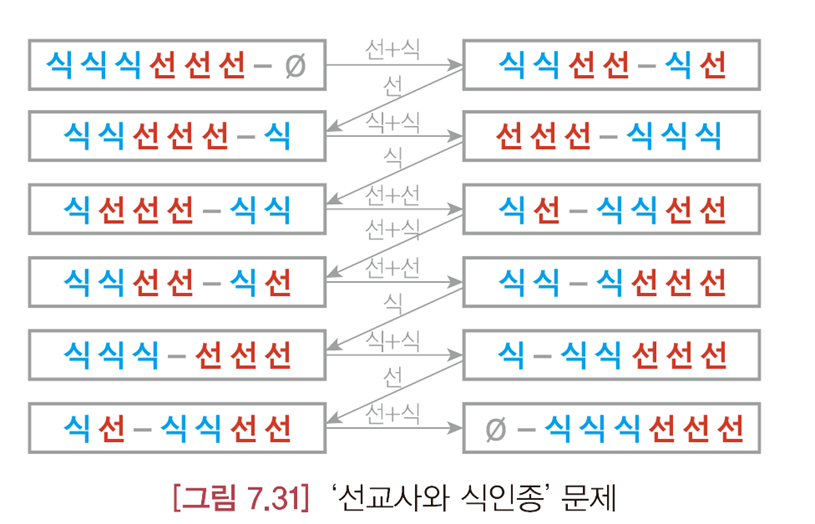 식식식선선선 – Ø 선+식 식식선선 – 식선
선
식식선선선 – 식 식+식 선선선 – 식식식
식
식선선선 – 식식 선+선 식선 – 식식선선
선+식
식식선선 – 식선 선+선 식식 – 식선선선
식
식식식 – 선선선 식+식 식 – 식식선선선
선
식선 – 식식선선 선+식 Ø – 식식식선선선
[그림 7.31] ‘선교사와 식인종’ 문제